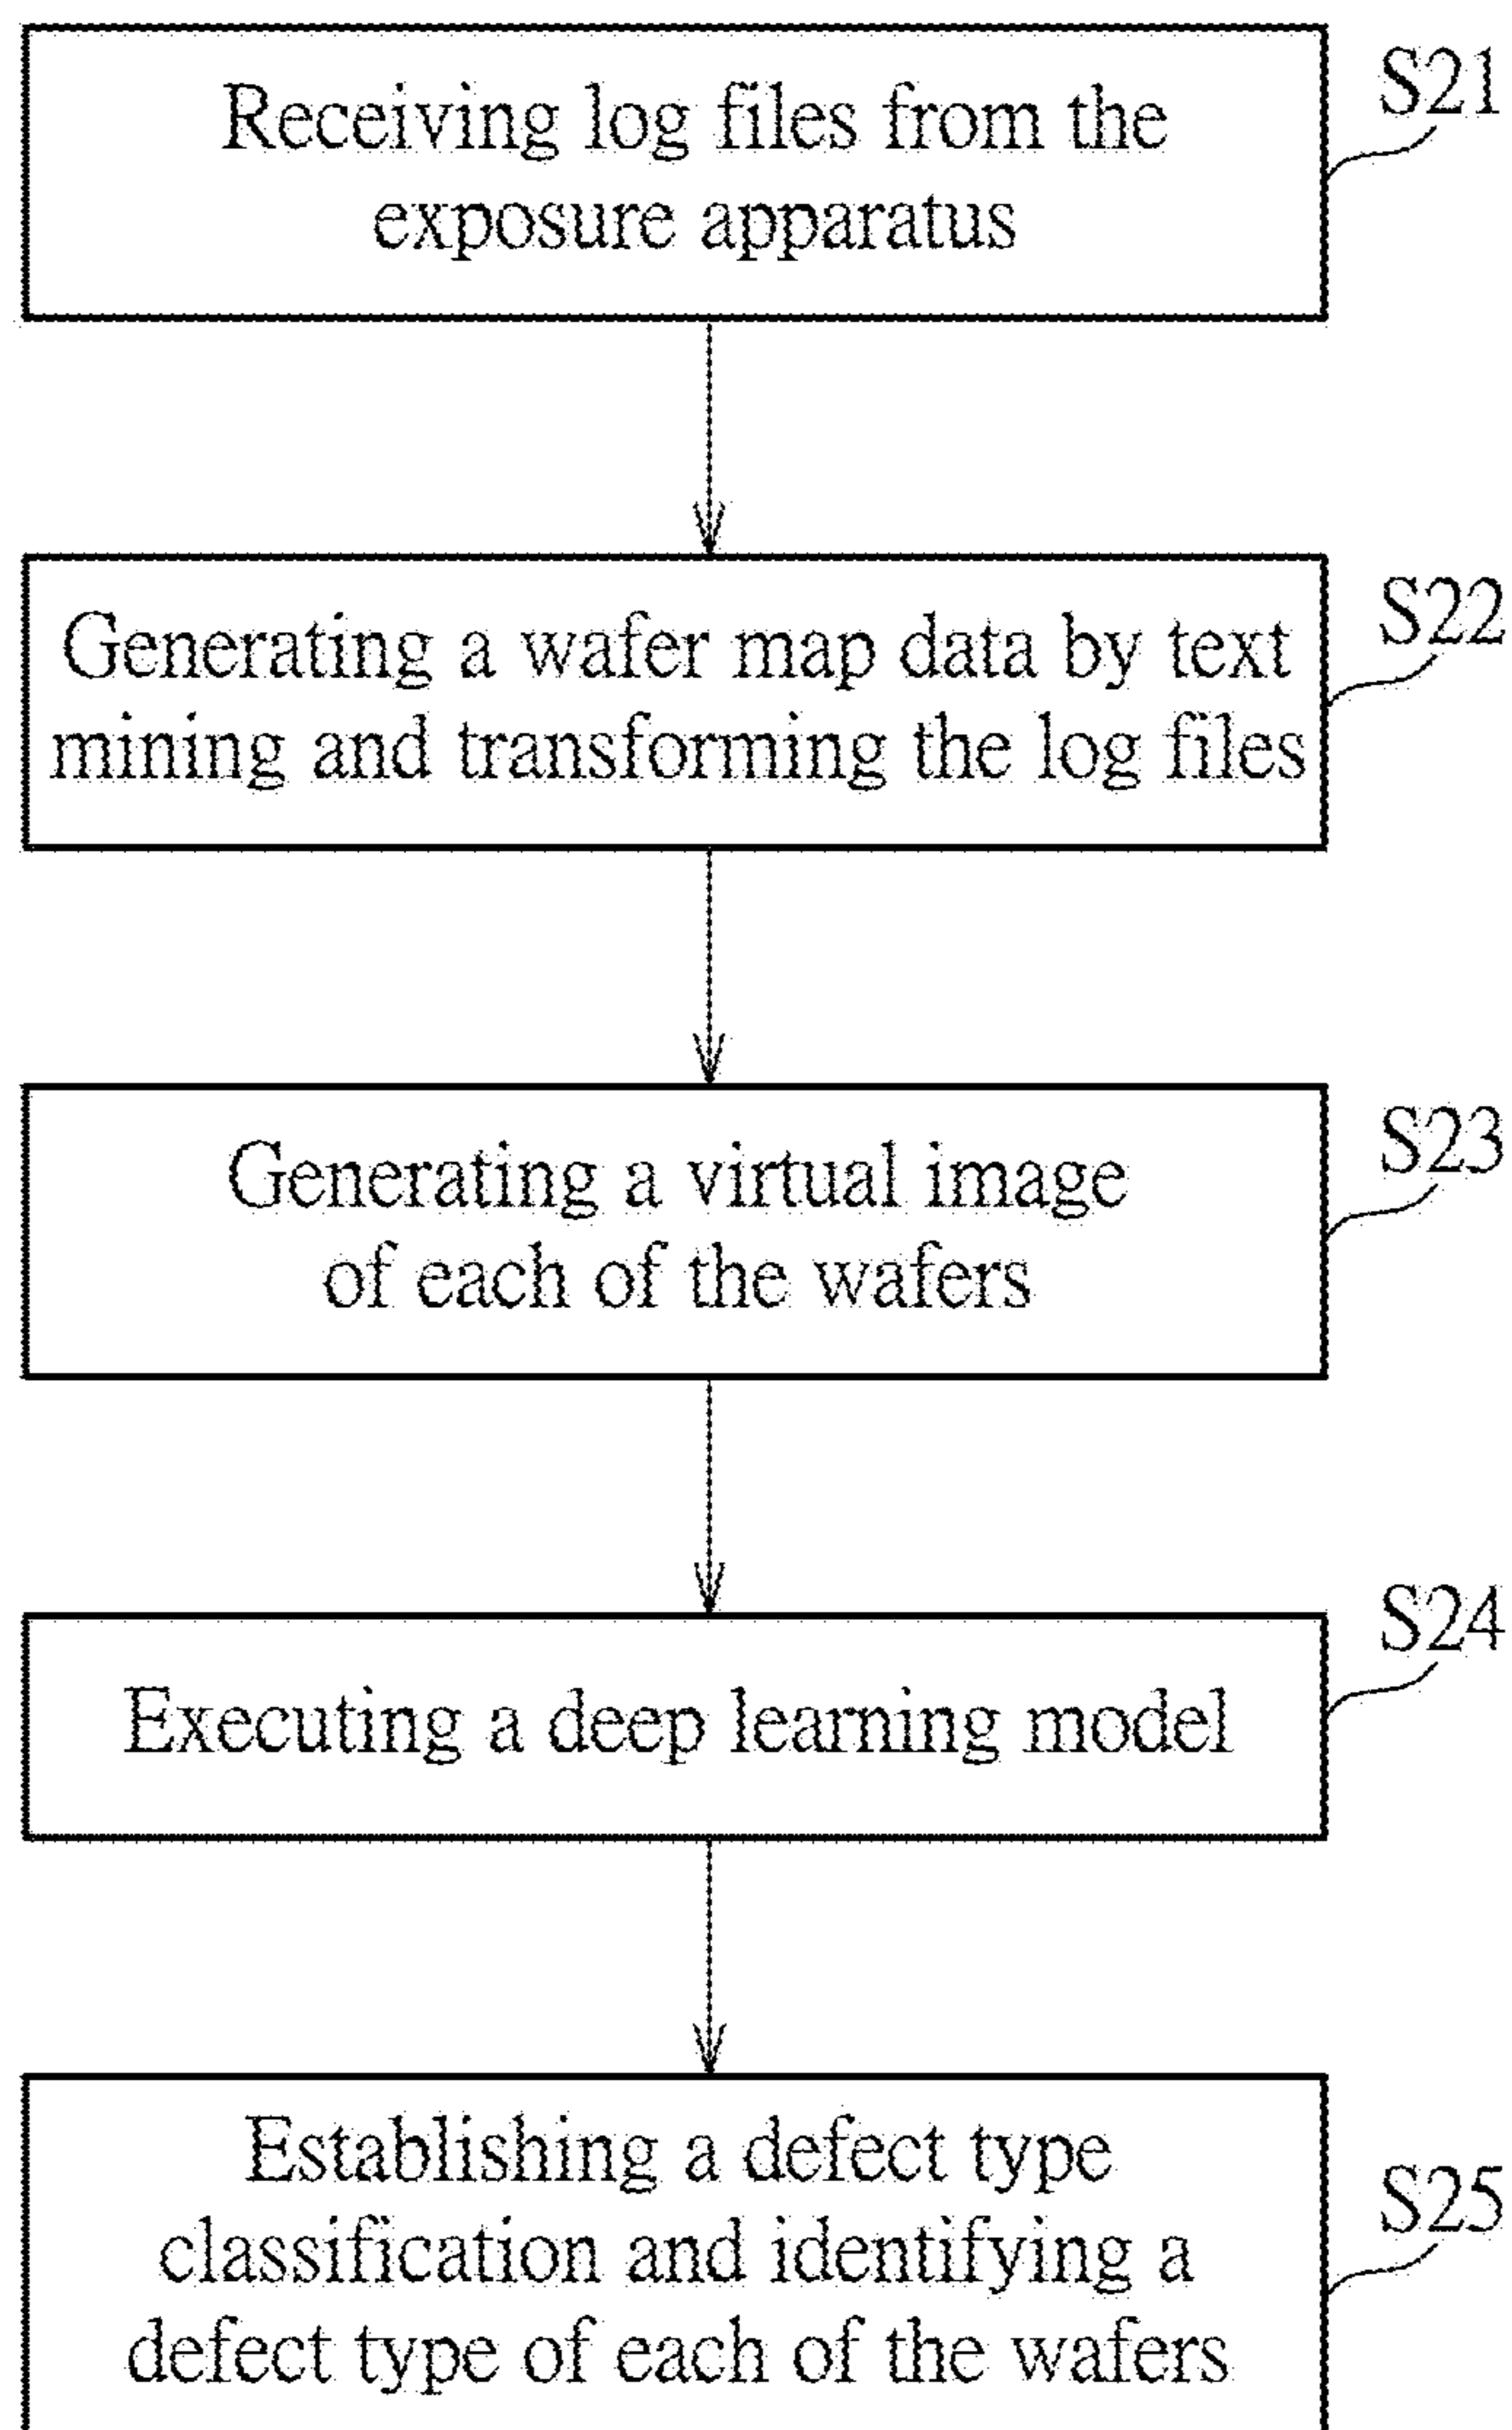 Receiving log files from the
exposure apparatus
S21
Generating a wafer map data by text
mining and transforming the log files
S22
Generating a virtual image
of each of the wafers
S23
Executing a deep learning model
S24
Establishing a defect type
classification and identifying a
defect type of each of the wafers
S25